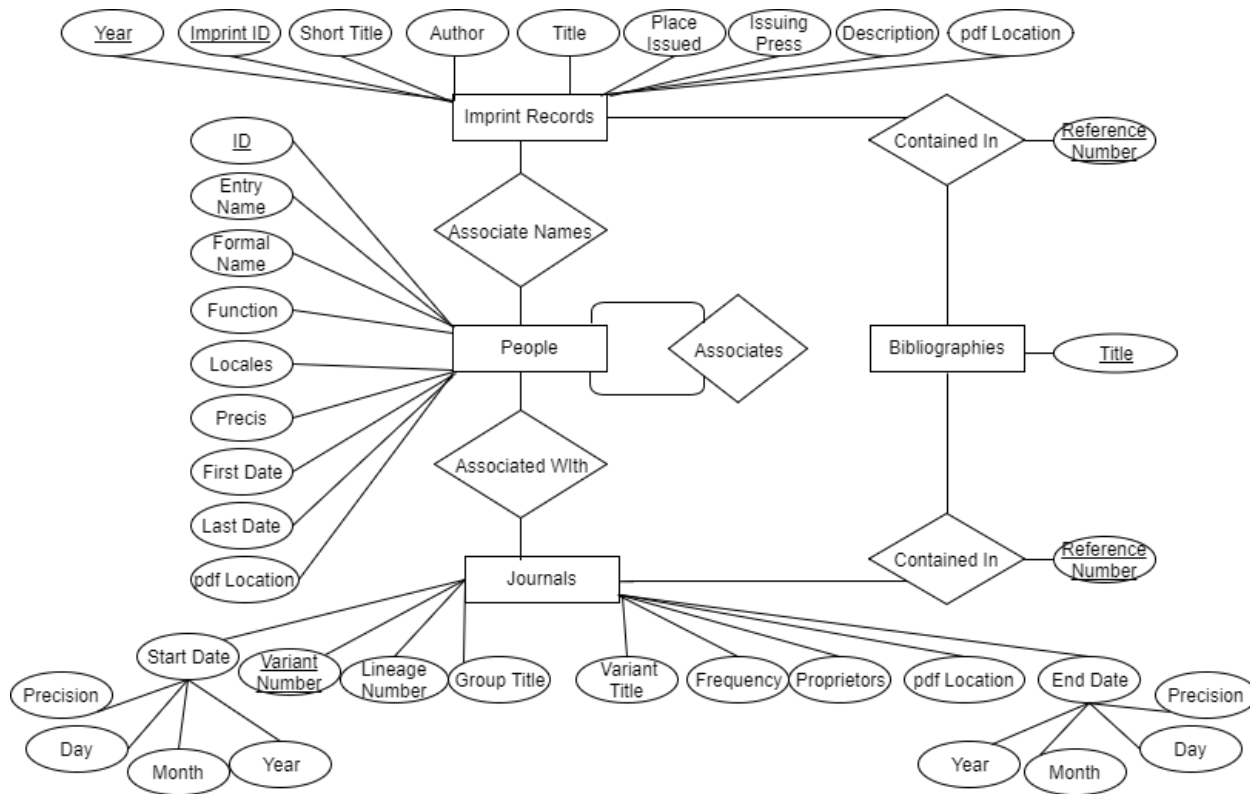 Year
Imprint ID
Short Title
Author
Title
Place
Issued
Issuing
Press
Description
pdf Location
Imprint Records
Contained In
Reference
Number
ID
Entry
Name
Formal
Name
Function
Locales
Precis
First Date
Last Date
pdf Location
Associate Names
People
Associates
Bibliographies
Title
Associated WIth
Journals
Contained In
Reference
Number
Start Date
Variant
Number
Lineage
Number
Group Title
Variant
Title
Frequency
Proprietors
pdf Location
End Date
Precision
Day
Month
Year
Year
Month
Day
Precision